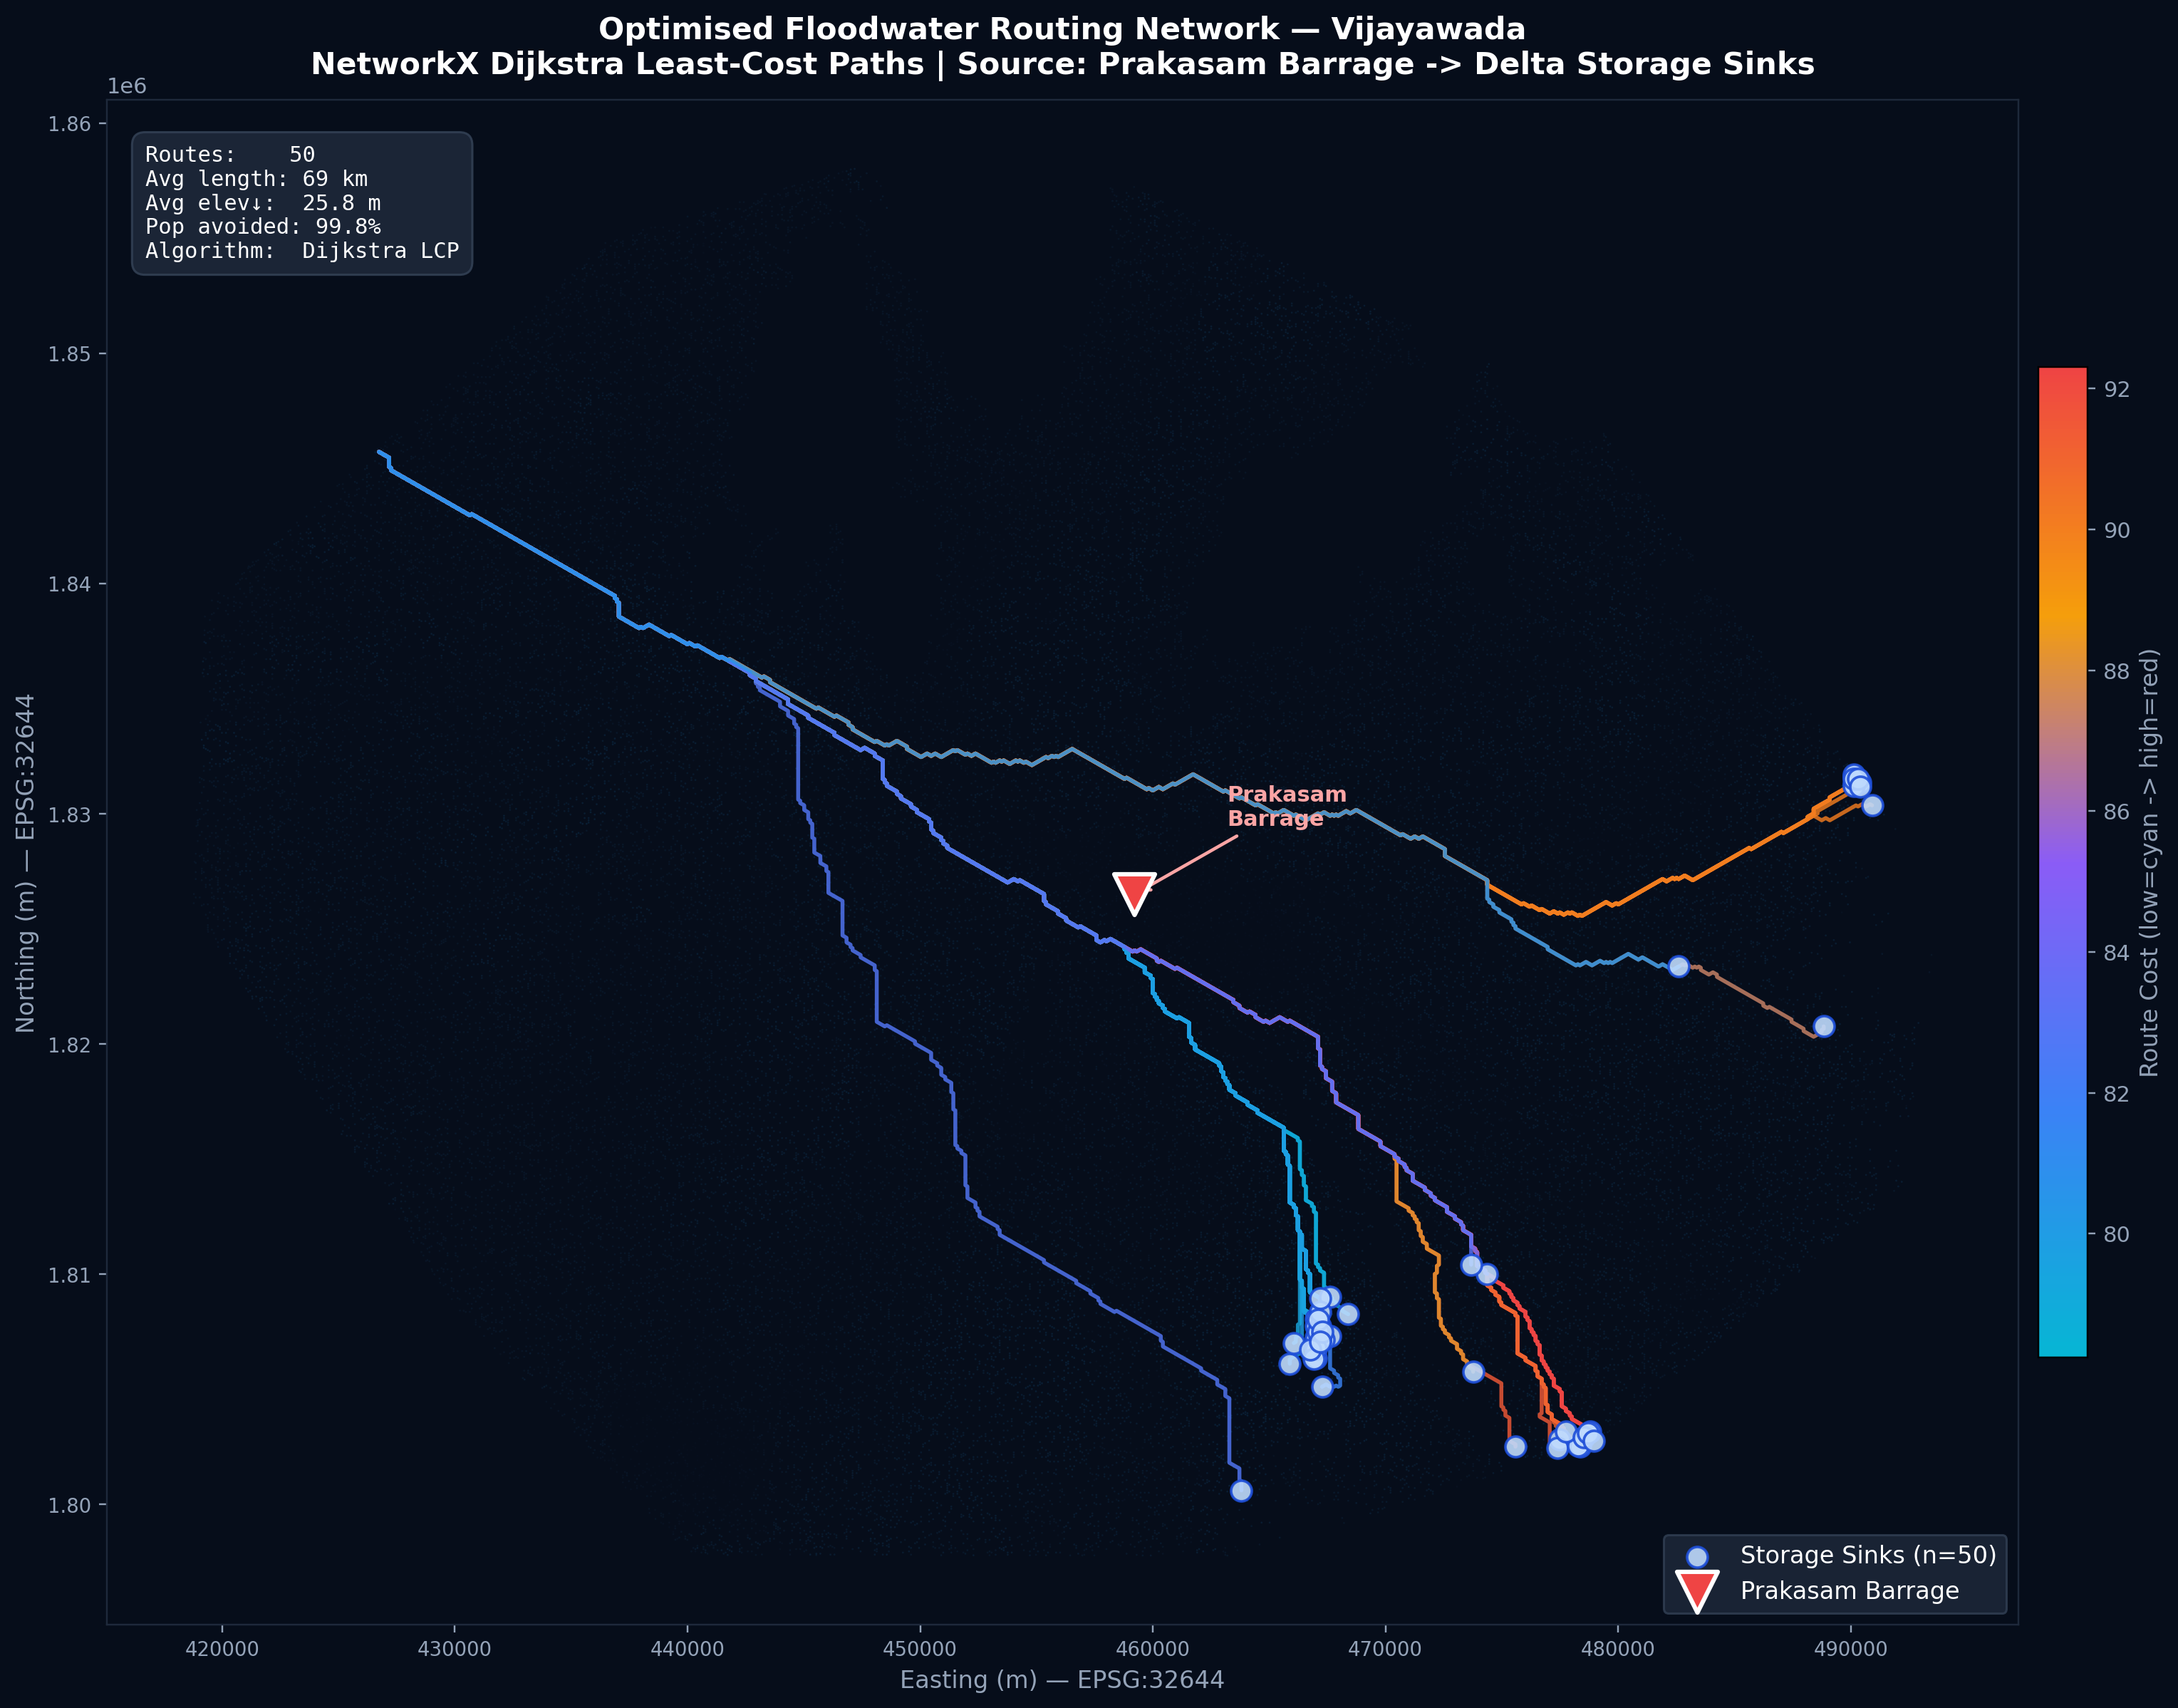 Optimised Floodwater Routing Network — Vijayawada
NetworkX Dijkstra Least-Cost Paths | Source: Prakasam Barrage -> Delta Storage Sinks
1e6
1.86
1.85
1.84
1.83
1.82
1.81
1.80
Northing (m) — EPSG:32644
Routes: 50
Avg length: 69 km
Avg elev↓: 25.8 m
Pop avoided: 99.8%
Algorithm: Dijkstra LCP
Prakasam
Barrage
Storage Sinks (n=50)
Prakasam Barrage
420000 430000 440000 450000 460000 470000 480000 490000
Easting (m) — EPSG:32644
92
90
88
86
84
82
80
Route Cost (low=cyan -> high=red)